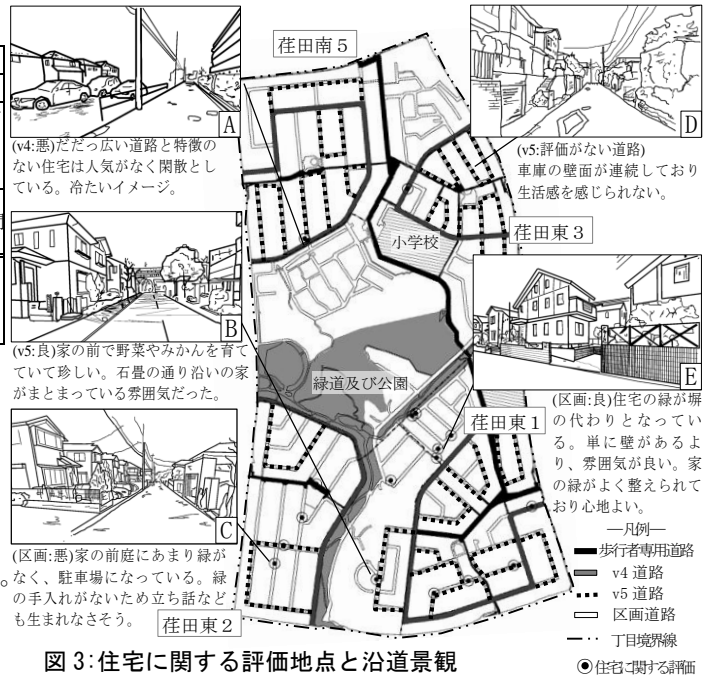 荏田南5
A
(v4:悪)だだっ広い道路と特徴の
ない住宅は人気がなく閑散とし
ている。冷たいイメージ。
B
(v5:良)家の前で野菜やみかんを育て
ていて珍しい。石畳の通り沿いの家
がまとまっている雰囲気だった。
C
(区画:悪)家の前庭にあまり緑が
なく、駐車場になっている。緑
の手入れがないため立ち話など
も生まれなさそう。
D
(v5:評価がない道路)
車庫の壁面が連続しており
生活感を感じられない。
小学校
荏田東3
E
(区画:良)住宅の緑が塀
の代わりとなってい
る。単に壁があるよ
り、雰囲気が良い。家
の緑がよく整えられて
おり心地よい。
緑道及び公園
荏田東1
荏田東2
―凡例―
歩行者専用道路
v4 道路
v5 道路
区画道路
丁目境界線
住宅に関する評価
。
図3:住宅に関する評価地点と沿道景観